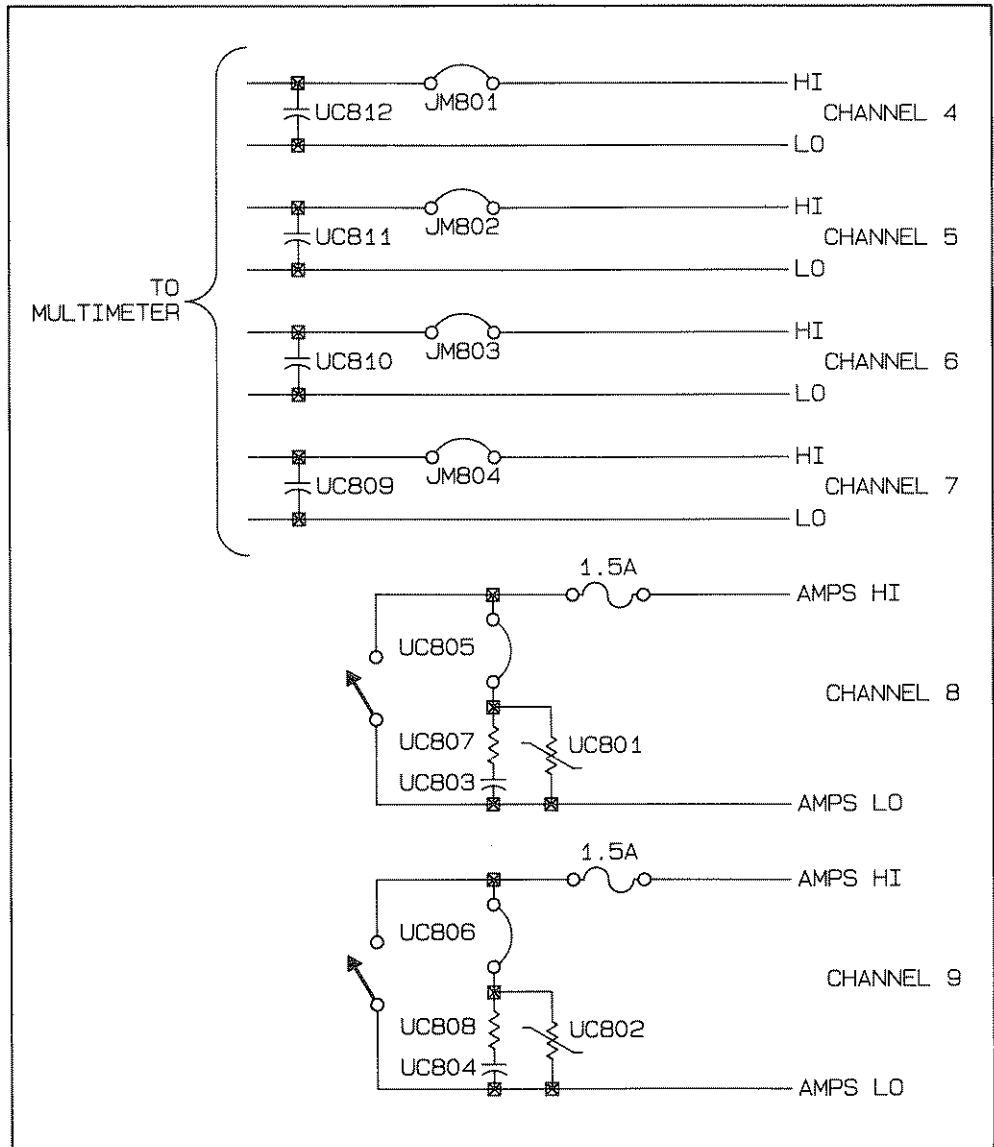 HI
UC812
JM801
CHANNEL 4
LO
HI
UC811
JM802
CHANNEL 5
LO
TO
MULTIMETER
HI
UC810
JM803
CHANNEL 6
LO
HI
UC809
JM804
CHANNEL 7
LO
1.5A
AMPS HI
UC805
CHANNEL 8
UC807
UC801
UC803
AMPS LO
1.5A
AMPS HI
UC806
CHANNEL 9
UC808
UC802
UC804
AMPS LO